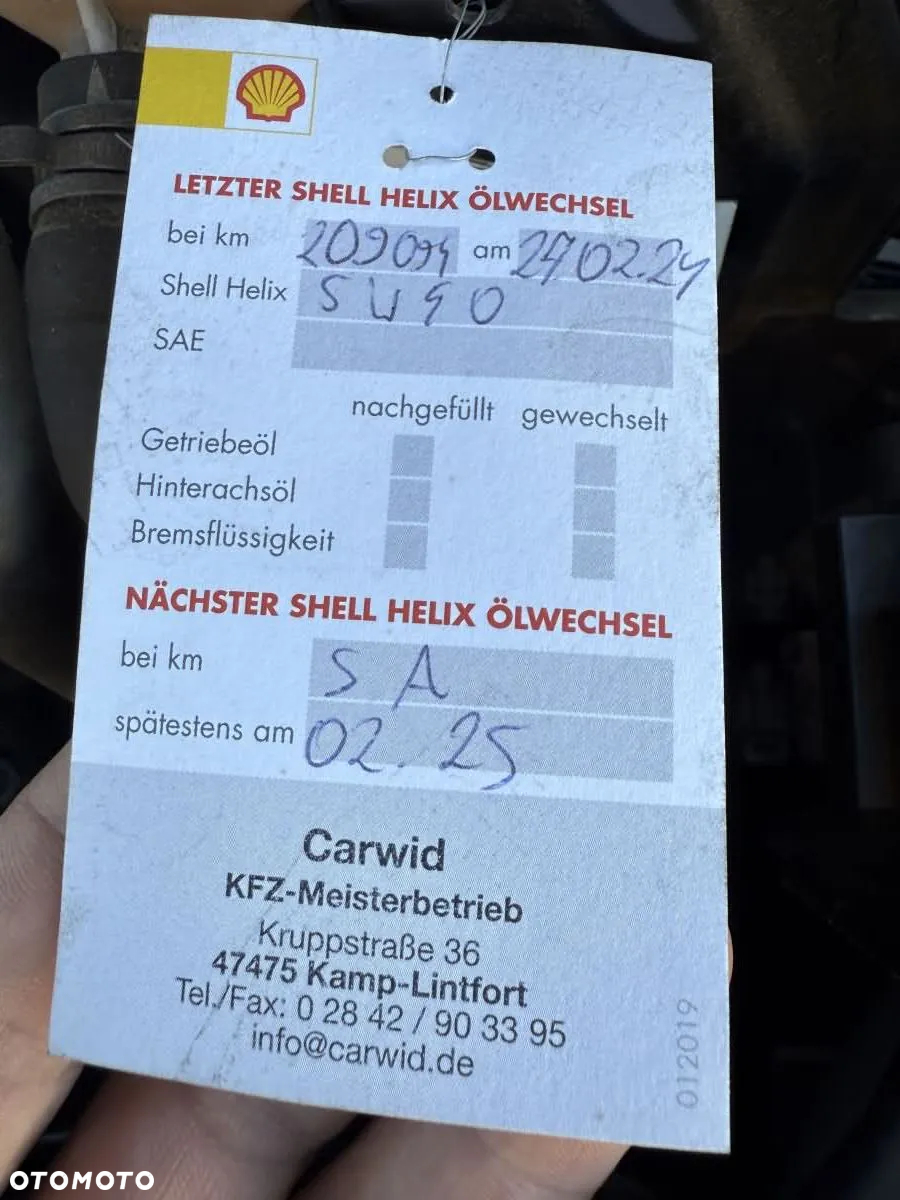 LETZTER SHELL HELIX ÖLWECHSEL
bei km 209094 am 27.02.24
Shell Helix 5W40
SAE
nachgefüllt gewechselt
Getriebeöl
Hinterachsöl
Bremsflüssigkeit
NÄCHSTER SHELL HELIX ÖLWECHSEL
bei km SA
spätestens am 02.25
Carwid
KFZ-Meisterbetrieb
Kruppstraße 36
47475 Kamp-Lintfort
Tel./Fax: 0 28 42 / 90 33 95
info@carwid.de
012019
OTOMOTO